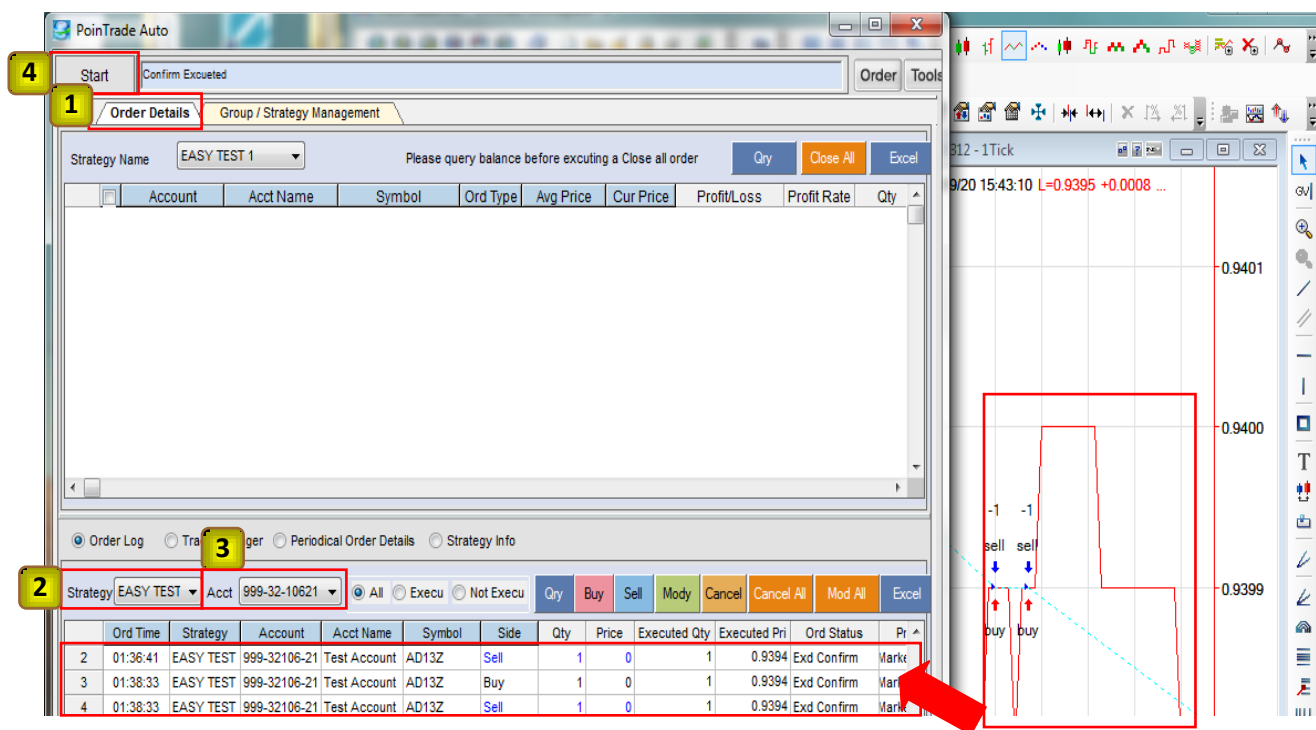 PoinTrade Auto
4
Start
Confirm Excueted
Order
Tools
1
Order Details
Group / Strategy Management
Strategy Name
EASY TEST 1
Please query balance before excuting a Close all order
Qry
Close All
Excel
Account
Acct Name
Symbol
Ord Type
Avg Price
Cur Price
Profit/Loss
Profit Rate
Qty
Order Log
Periodical Order Details
Strategy Info
3
2
Strategy
EASY TEST
Acct
999-32-10621
All
Execu
Not Execu
Qry
Buy
Sell
Mody
Cancel
Cancel All
Mod All
Excel
Ord Time Strategy Account Acct Name Symbol Side Qty Price Executed Qty Executed Pri Ord Status Pr
2 01:36:41 EASY TEST 999-32106-21 Test Account AD13Z Sell 1 0 1 0.9394 Exd Confirm Marke
3 01:38:33 EASY TEST 999-32106-21 Test Account AD13Z Buy 1 0 1 0.9394 Exd Confirm
4 01:38:33 EASY TEST 999-32106-21 Test Account AD13Z Sell 1 0 1 0.9394 Exd Confirm
312 - 1Tick
9/20 15:43:10 L=0.9395 +0.0008 ...
0.9401
0.9400
0.9399
-1 -1
sell sell
buy buy
T